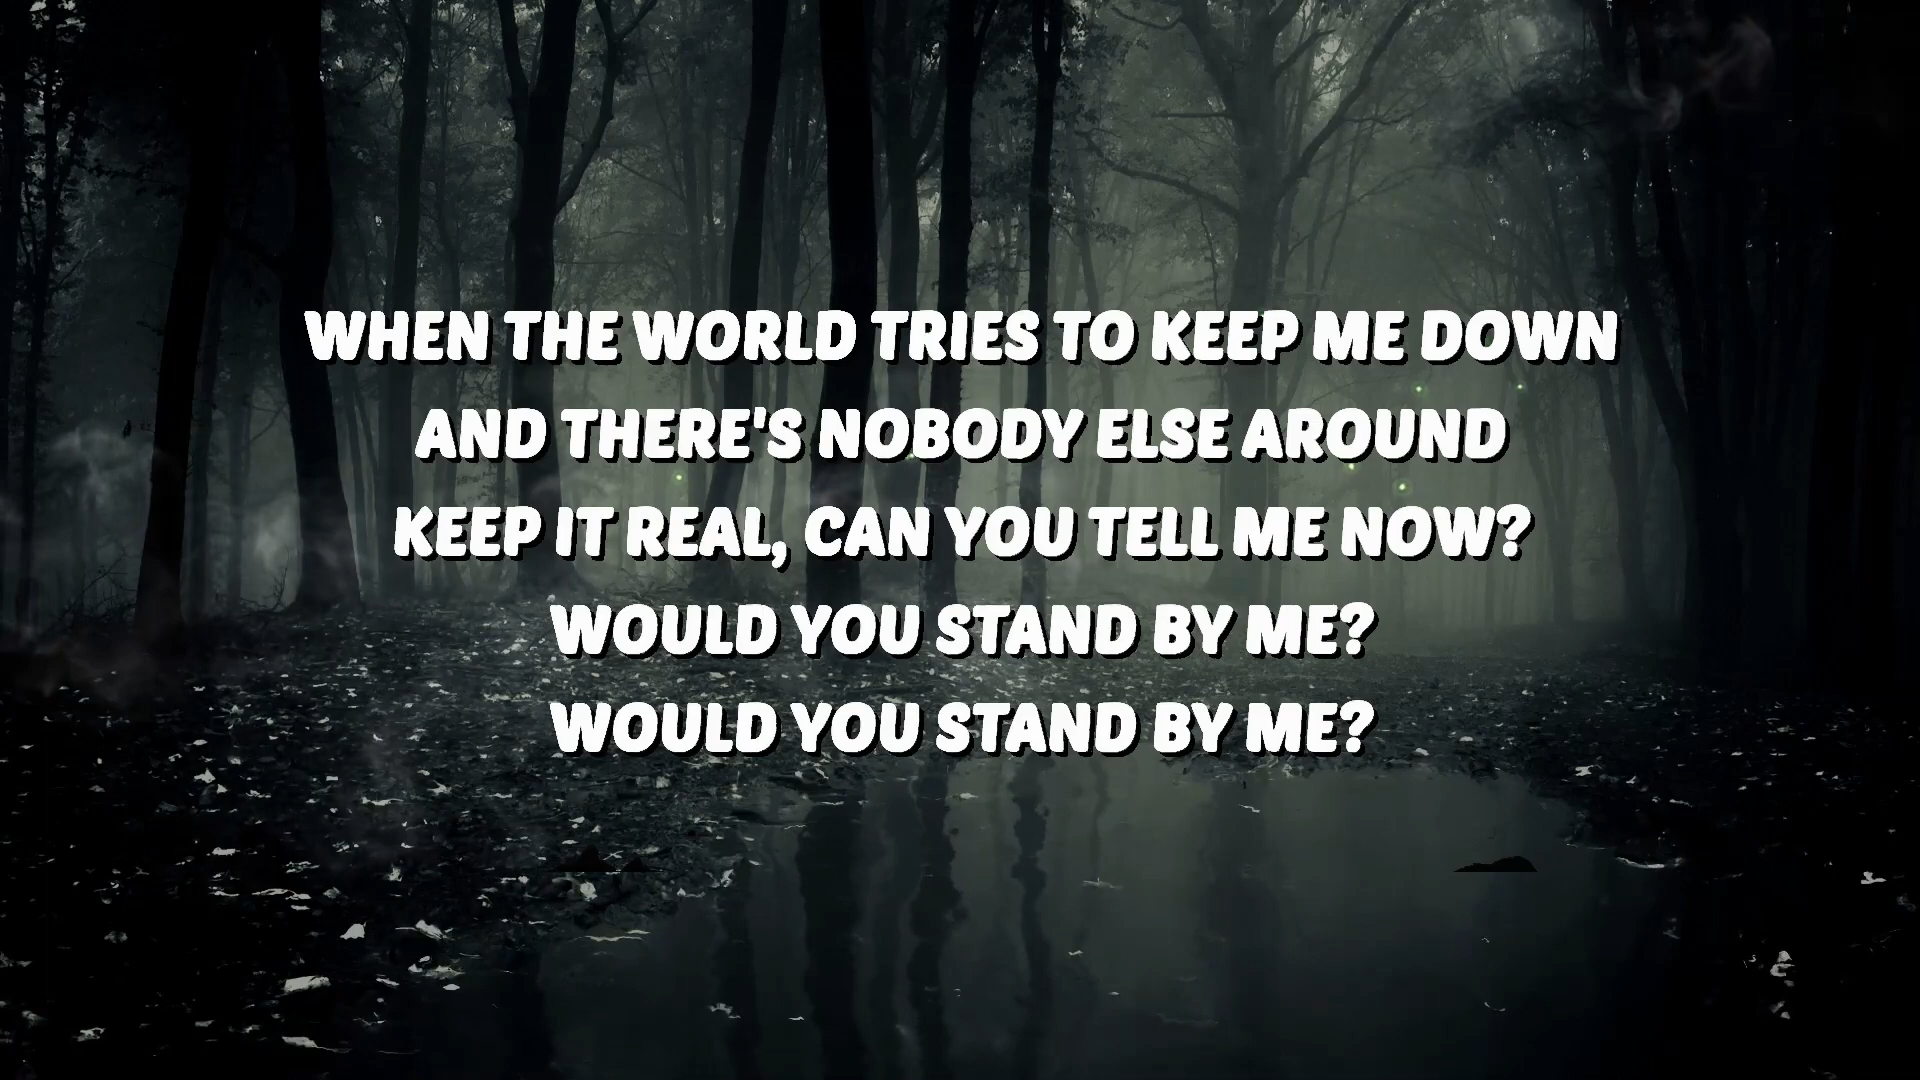 WHEN THE WORLD TRIES TO KEEP ME DOWN
AND THERE'S NOBODY ELSE AROUND
KEEP IT REAL, CAN YOU TELL ME NOW?
WOULD YOU STAND BY ME?
WOULD YOU STAND BY ME?